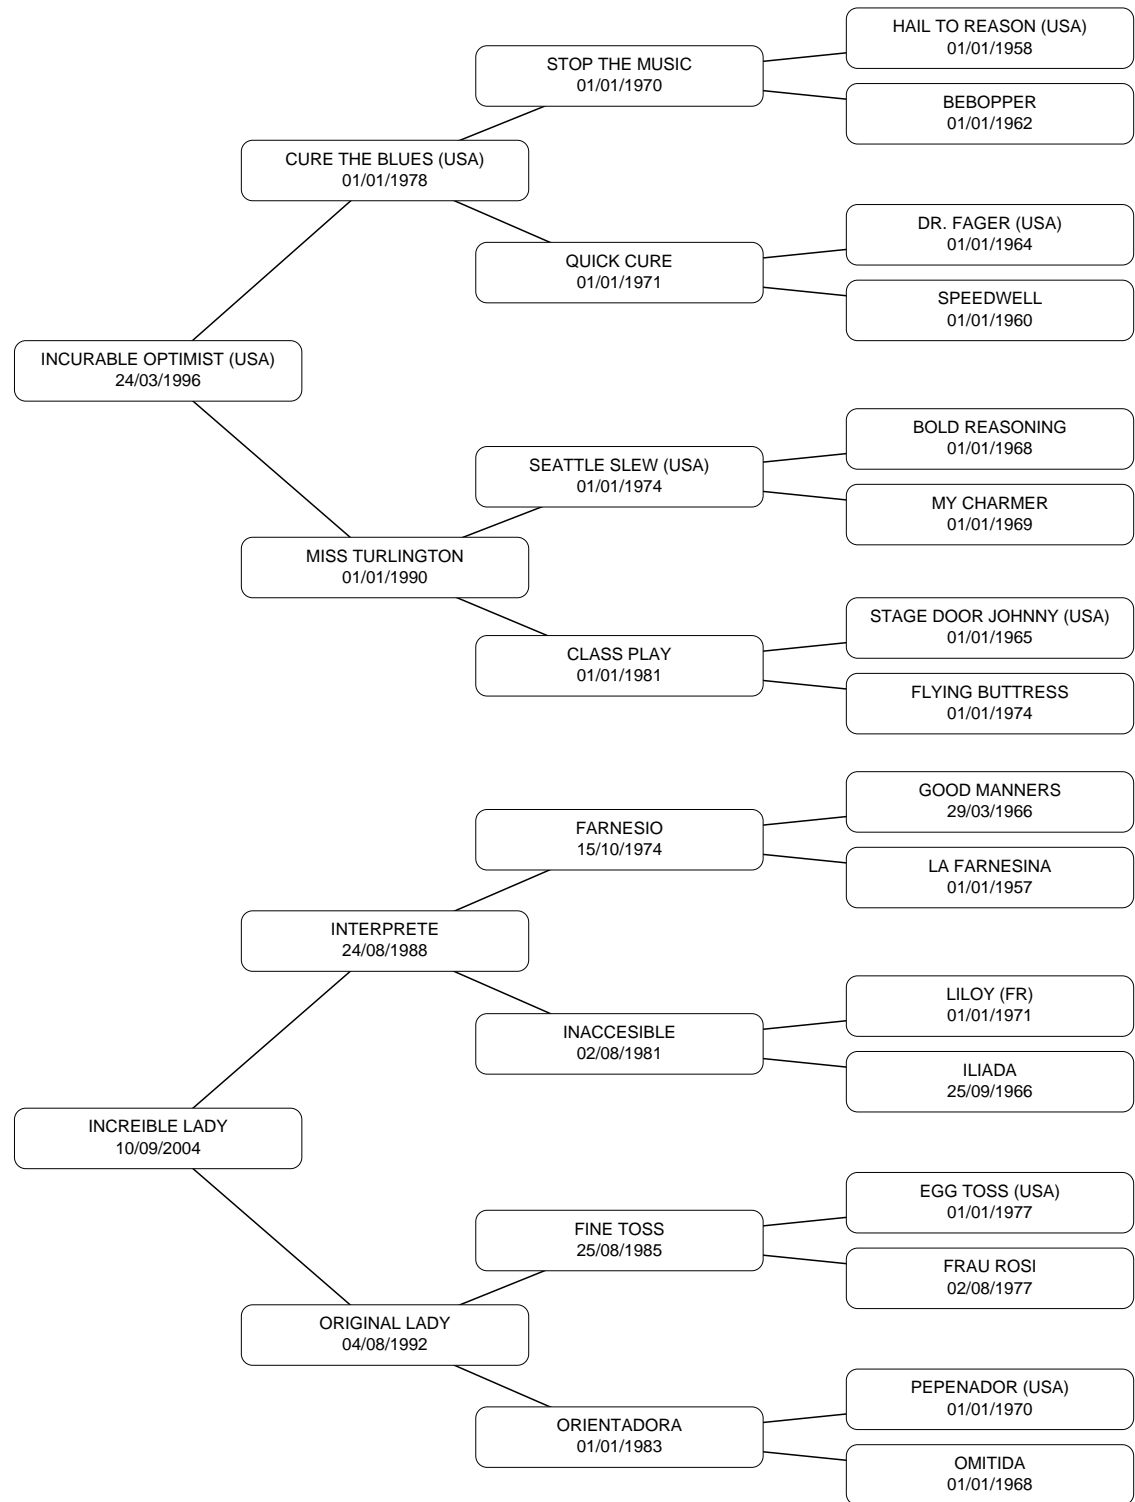 HAIL TO REASON (USA)
01/01/1958
STOP THE MUSIC
01/01/1970
BEBOPPER
01/01/1962
CURE THE BLUES (USA)
01/01/1978
DR. FAGER (USA)
01/01/1964
QUICK CURE
01/01/1971
SPEEDWELL
01/01/1960
INCURABLE OPTIMIST (USA)
24/03/1996
BOLD REASONING
01/01/1968
SEATTLE SLEW (USA)
01/01/1974
MY CHARMER
01/01/1969
MISS TURLINGTON
01/01/1990
STAGE DOOR JOHNNY (USA)
01/01/1965
CLASS PLAY
01/01/1981
FLYING BUTTRESS
01/01/1974
GOOD MANNERS
29/03/1966
FARNESIO
15/10/1974
LA FARNESINA
01/01/1957
INTERPRETE
24/08/1988
LILOY (FR)
01/01/1971
INACCESIBLE
02/08/1981
ILIADA
25/09/1966
INCREIBLE LADY
10/09/2004
EGG TOSS (USA)
01/01/1977
FINE TOSS
25/08/1985
FRAU ROSI
02/08/1977
ORIGINAL LADY
04/08/1992
PEPENADOR (USA)
01/01/1970
ORIENTADORA
01/01/1983
OMITIDA
01/01/1968